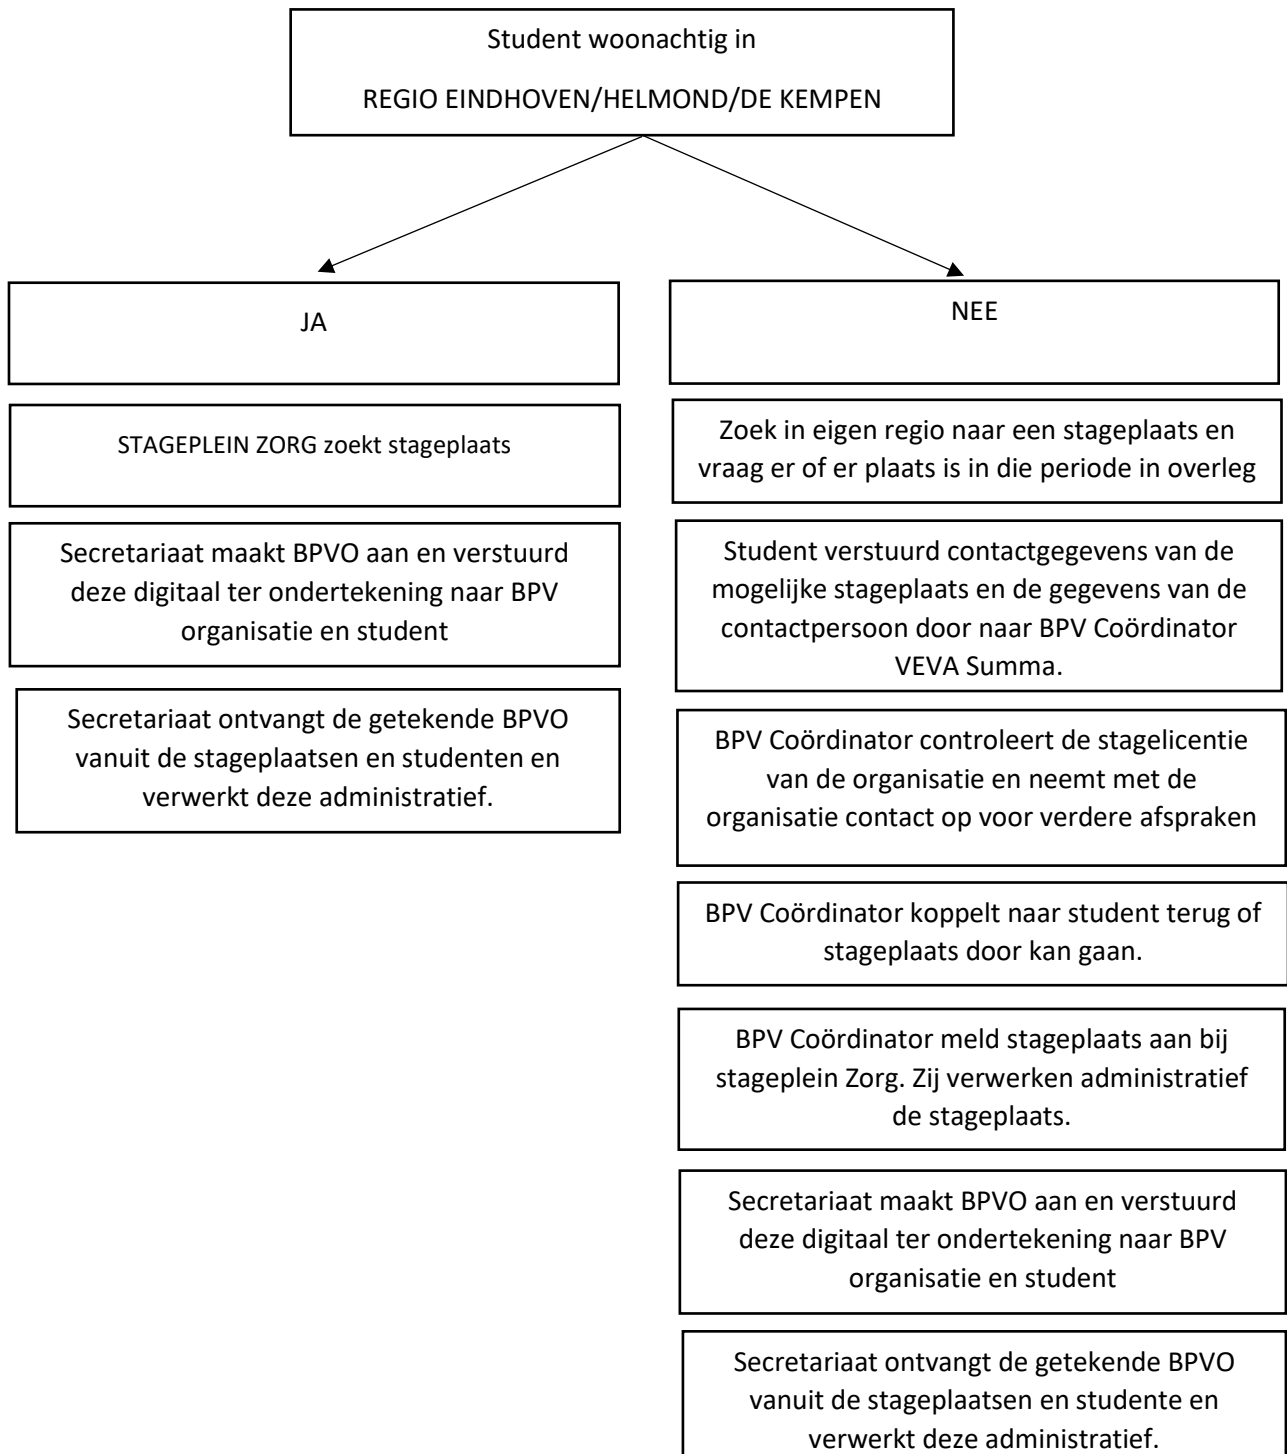 Student woonachtig in
REGIO EINDHOVEN/HELMOND/DE KEMPEN
JA
STAGEPLEIN ZORG zoekt stageplaats
Secretariaat maakt BPVO aan en verstuurd
deze digitaal ter ondertekening naar BPV
organisatie en student
Secretariaat ontvangt de getekende BPVO
vanuit de stageplaatsen en studenten en
verwerkt deze administratief.
NEE
Zoek in eigen regio naar een stageplaats en
vraag er of er plaats is in die periode in overleg
Student verstuurd contactgegevens van de
mogelijke stageplaats en de gegevens van de
contactpersoon door naar BPV Coördinator
VEVA Summa.
BPV Coördinator controleert de stagelicentie
van de organisatie en neemt met de
organisatie contact op voor verdere afspraken
BPV Coördinator koppelt naar student terug of
stageplaats door kan gaan.
BPV Coördinator meld stageplaats aan bij
stageplein Zorg. Zij verwerken administratief
de stageplaats.
Secretariaat maakt BPVO aan en verstuurd
deze digitaal ter ondertekening naar BPV
organisatie en student
Secretariaat ontvangt de getekende BPVO
vanuit de stageplaatsen en studente en
verwerkt deze administratief.